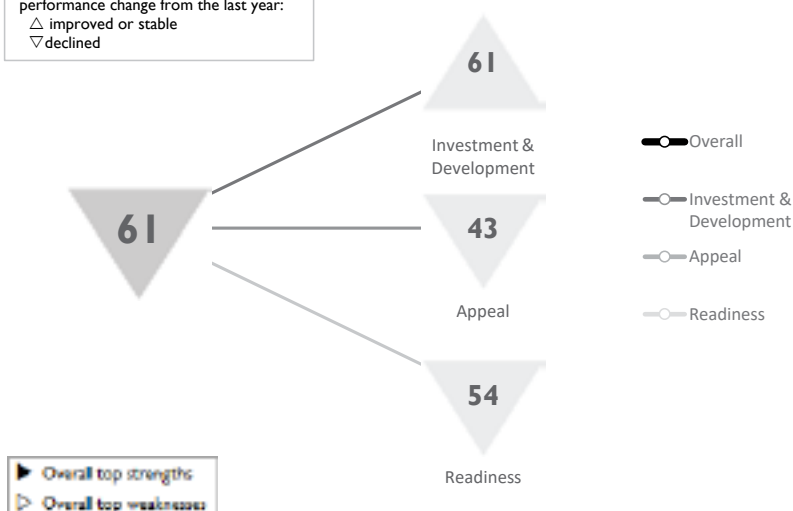 performance change from the last year:
△ improved or stable
▽ declined
61
Investment &
Development
61
43
Appeal
54
Readiness
Overall
Investment &
Development
Appeal
Readiness
▶ Overall top strengths
▷ Overall top weaknesses